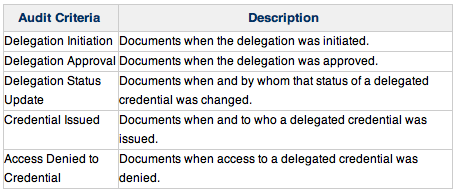 Audit Criteria Description
Delegation Initiation Documents when the delegation was initiated.
Delegation Approval Documents when the delegation was approved.
Delegation Status Documents when and by whom that status of a delegated
Update credential was changed.
Credential Issued Documents when and to who a delegated credential was
issued.
Access Denied to Documents when access to a delegated credential was
Credential denied.